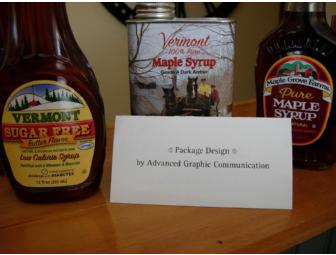 VERMONT
SUGAR FREE
Butter Flavor
Low Calorie Syrup
Vermont
100% Pure
Maple Syrup
Grade A Dark Amber
Maple Grove Farms
Pure
MAPLE
SYRUP
Package Design
by Advanced Graphic Communication